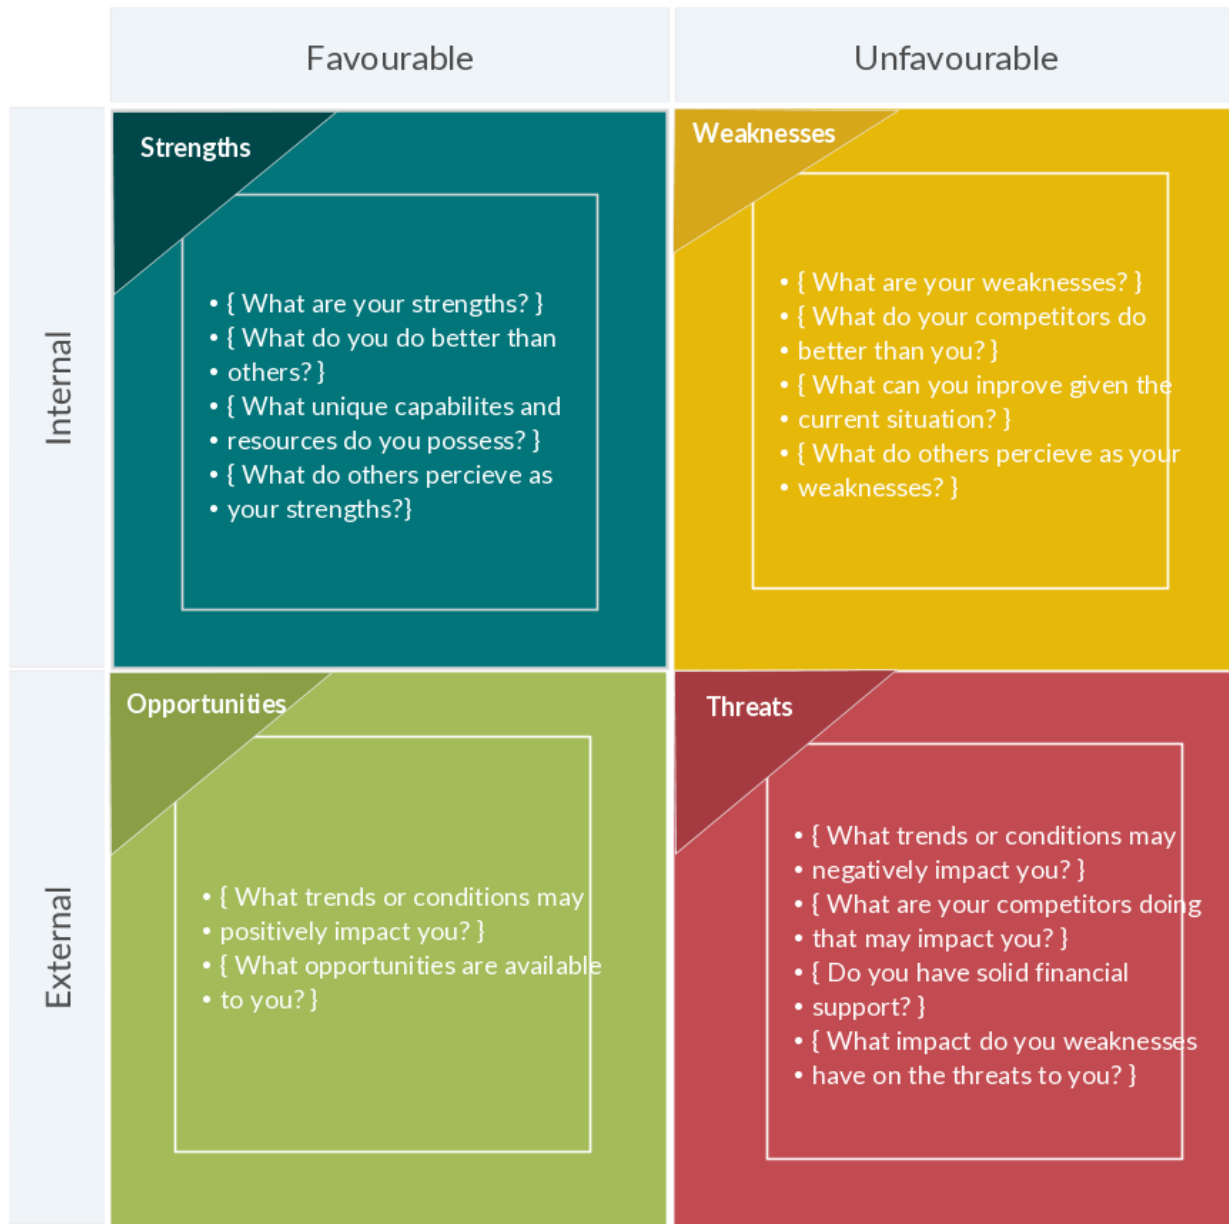 Favourable
Unfavourable
Internal
Strengths
• { What are your strengths? }
• { What do you do better than
• others? }
• { What unique capabilites and
• resources do you possess? }
• { What do others percieve as
• your strengths?}
Weaknesses
• { What are your weaknesses? }
• { What do your competitors do
• better than you? }
• { What can you inprove given the
• current situation? }
• { What do others percieve as your
• weaknesses? }
External
Opportunities
• { What trends or conditions may
• positively impact you? }
• { What opportunities are available
• to you? }
Threats
• { What trends or conditions may
• negatively impact you? }
• { What are your competitors doing
• that may impact you? }
• { Do you have solid financial
• support? }
• { What impact do you weaknesses
• have on the threats to you? }